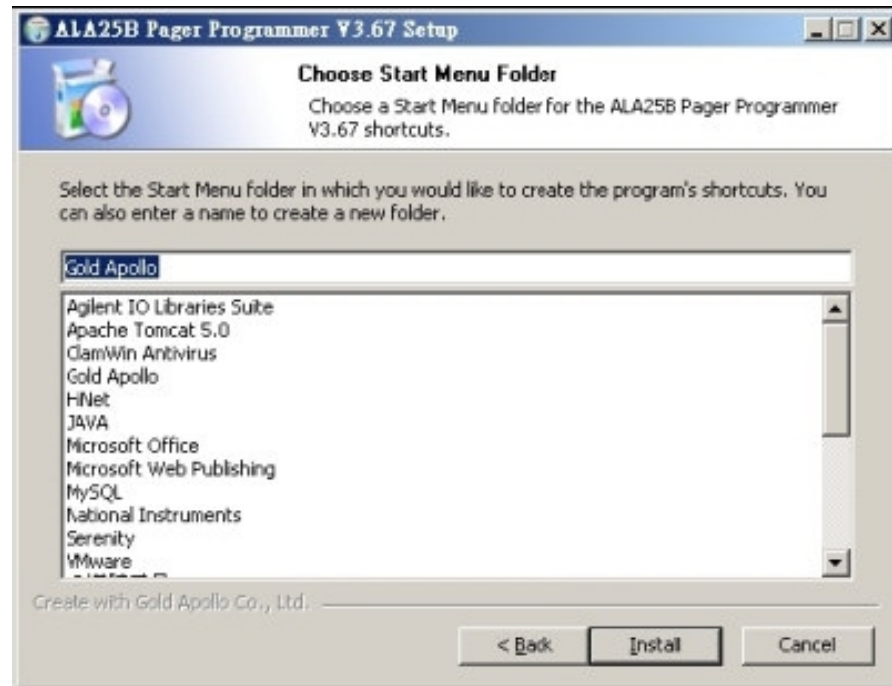 ALA25B Pager Programmer V3.67 Setup
Choose Start Menu Folder
Choose a Start Menu folder for the ALA25B Pager Programmer
V3.67 shortcuts.
Select the Start Menu folder in which you would like to create the program's shortcuts. You
can also enter a name to create a new folder.
Gold Apollo
Agilent IO Libraries Suite
Apache Tomcat 5.0
ClamWin Antivirus
Gold Apollo
HiNet
JAVA
Microsoft Office
Microsoft Web Publishing
MySQL
National Instruments
Serenity
VMware
Create with Gold Apollo Co., Ltd.
< Back
Install
Cancel